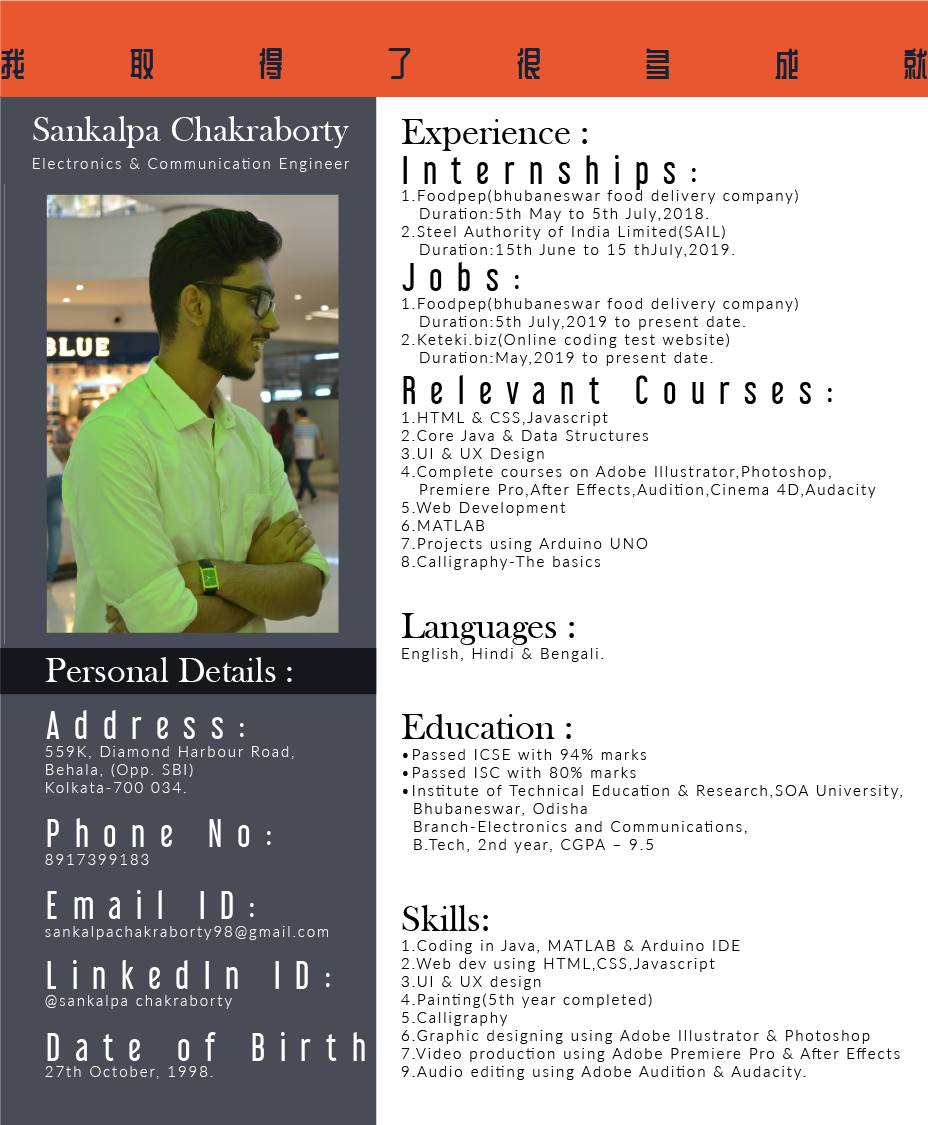 我取得了很多成就
Sankalpa Chakraborty
Electronics & Communication Engineer
BLUE
Personal Details :
Address:
559K, Diamond Harbour Road,
Behala, (Opp. SBI)
Kolkata-700 034.
Phone No:
8917399183
Email ID:
sankalpachakraborty98@gmail.com
LinkedIn ID:
@sankalpa chakraborty
Date of Birth
27th October, 1998.
Experience :
Internships:
1.Foodpep(bhubaneswar food delivery company)
Duration:5th May to 5th July,2018.
2.Steel Authority of India Limited(SAIL)
Duration:15th June to 15 thJuly,2019.
Jobs:
1.Foodpep(bhubaneswar food delivery company)
Duration:5th July,2019 to present date.
2.Keteki.biz(Online coding test website)
Duration:May,2019 to present date.
Relevant Courses:
1.HTML & CSS,Javascript
2.Core Java & Data Structures
3.UI & UX Design
4.Complete courses on Adobe Illustrator,Photoshop,
Premiere Pro,After Effects,Audition,Cinema 4D,Audacity
5.Web Development
6.MATLAB
7.Projects using Arduino UNO
8.Calligraphy-The basics
Languages :
English, Hindi & Bengali.
Education :
•Passed ICSE with 94% marks
•Passed ISC with 80% marks
•Institute of Technical Education & Research,SOA University,
Bhubaneswar, Odisha
Branch-Electronics and Communications,
B.Tech, 2nd year, CGPA – 9.5
Skills:
1.Coding in Java, MATLAB & Arduino IDE
2.Web dev using HTML,CSS,Javascript
3.UI & UX design
4.Painting(5th year completed)
5.Calligraphy
6.Graphic designing using Adobe Illustrator & Photoshop
7.Video production using Adobe Premiere Pro & After Effects
9.Audio editing using Adobe Audition & Audacity.